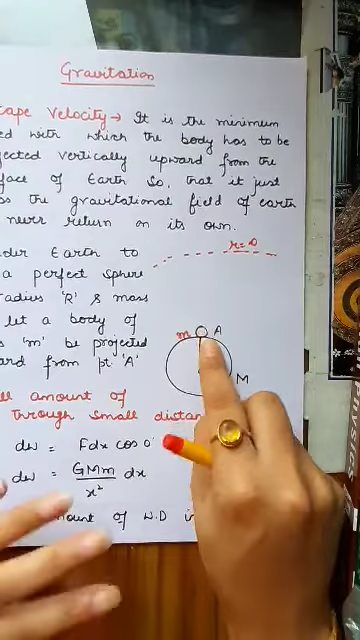 Gravitation
cape Velocity → It is the minimum
ed with which the body has to be
jected vertically upward from the
face of Earth so, that it just
ss the gravitational field of earth
never return on its own.
der Earth to
r = ∞
a perfect sphere
radius 'R' & mass
let a body of
m A
'm' be projected
ard from pt 'A'
M
ll amount of
through small distan
dw = Fdx cos 0°
dw = GMm/x² dx
mount of W.D in